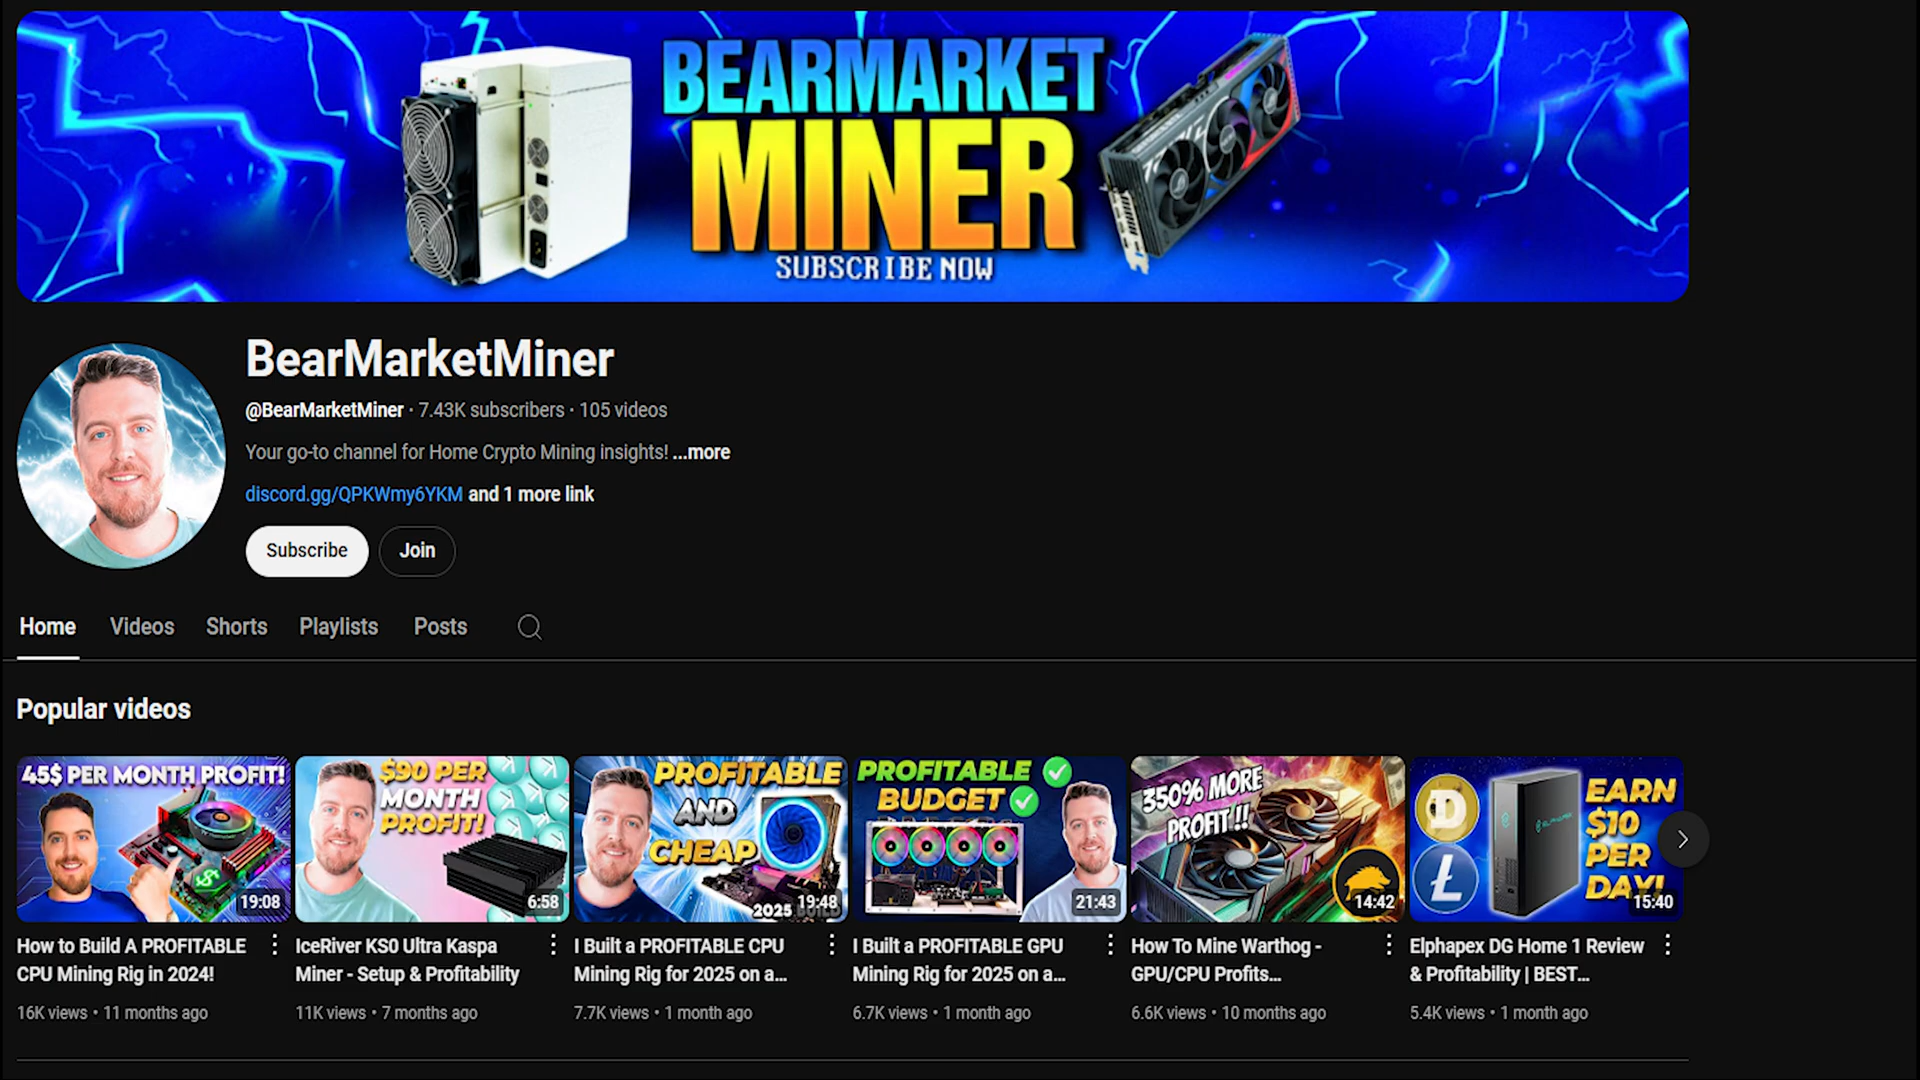 BEARMARKET
MINER
SUBSCRIBE NOW
BearMarketMiner
@BearMarketMiner · 7.43K subscribers · 105 videos
Your go-to channel for Home Crypto Mining insights! ...more
discord.gg/QPKWmy6YKM and 1 more link
Subscribe
Join
Home
Videos
Shorts
Playlists
Posts
Popular videos
45$ PER MONTH PROFIT!
19:08
How to Build A PROFITABLE
CPU Mining Rig in 2024!
16K views • 11 months ago
$90 PER
MONTH
PROFIT!
6:58
IceRiver KS0 Ultra Kaspa
Miner - Setup & Profitability
11K views • 7 months ago
PROFITABLE
AND
CHEAP
2025 BUILD
19:48
I Built a PROFITABLE CPU
Mining Rig for 2025 on a...
7.7K views • 1 month ago
PROFITABLE
BUDGET
21:43
I Built a PROFITABLE GPU
Mining Rig for 2025 on a...
6.7K views • 1 month ago
350% MORE
PROFIT !!
14:42
How To Mine Warthog -
GPU/CPU Profits...
6.6K views • 10 months ago
EARN
$10
PER
DAY!
15:40
Elphapex DG Home 1 Review
& Profitability | BEST...
5.4K views • 1 month ago